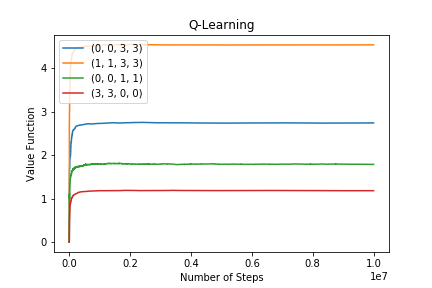 Q-Learning
(0, 0, 3, 3)
(1, 1, 3, 3)
(0, 0, 1, 1)
(3, 3, 0, 0)
Value Function
4
3
2
1
0
0.0 0.2 0.4 0.6 0.8 1.0
1e7
Number of Steps